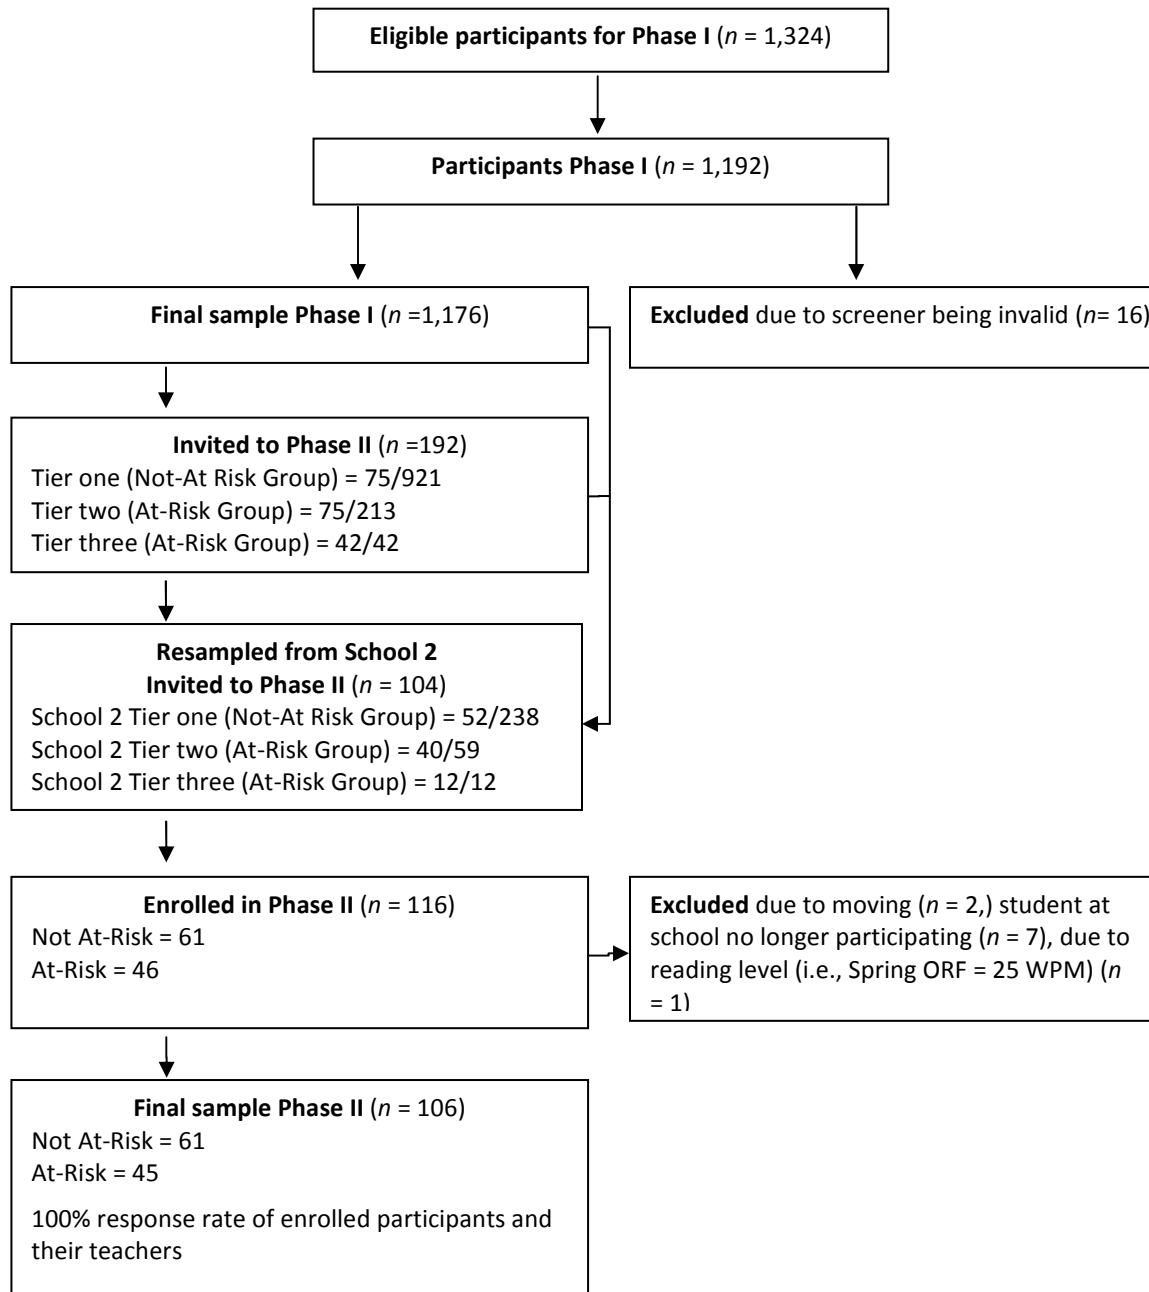 Eligible participants for Phase I (n = 1,324)
Participants Phase I (n = 1,192)
Final sample Phase I (n =1,176)
Excluded due to screener being invalid (n= 16)
Invited to Phase II (n =192)
Tier one (Not-At Risk Group) = 75/921
Tier two (At-Risk Group) = 75/213
Tier three (At-Risk Group) = 42/42
Resampled from School 2
Invited to Phase II (n = 104)
School 2 Tier one (Not-At Risk Group) = 52/238
School 2 Tier two (At-Risk Group) = 40/59
School 2 Tier three (At-Risk Group) = 12/12
Enrolled in Phase II (n = 116)
Not At-Risk = 61
At-Risk = 46
Excluded due to moving (n = 2,) student at
school no longer participating (n = 7), due to
reading level (i.e., Spring ORF = 25 WPM) (n
= 1)
Final sample Phase II (n = 106)
Not At-Risk = 61
At-Risk = 45
100% response rate of enrolled participants and
their teachers